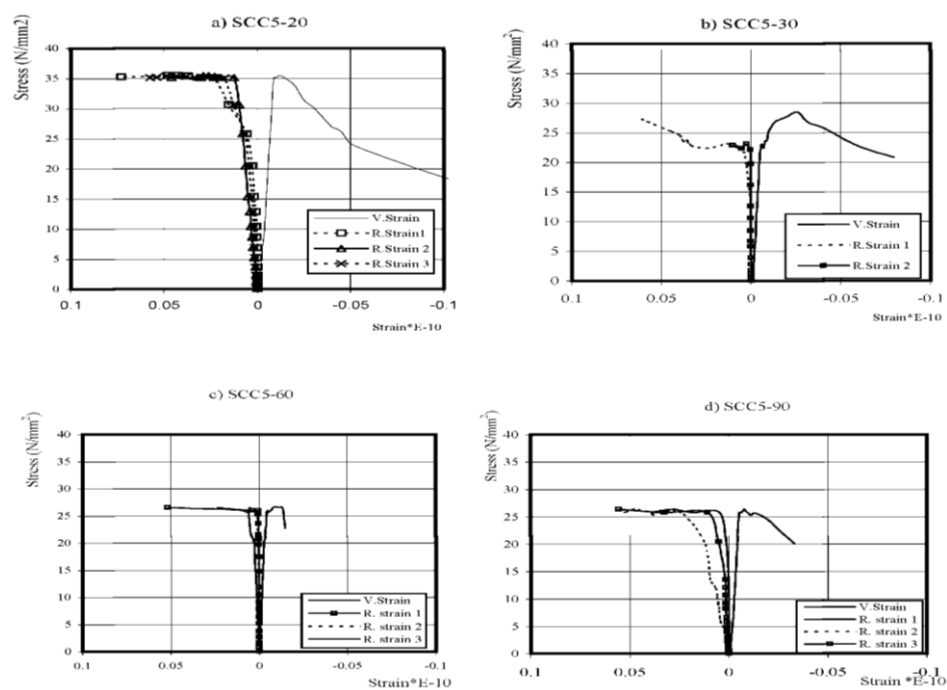 a) SCC5-20
Stress (N/mm2)
40
35
30
25
20
15
10
5
0
V.Strain
R.Strain1
R.Strain 2
R.Strain 3
0.1 0.05 0 -0.05 -0.1
Strain*E-10
b) SCC5-30
Stress (N/mm²)
40
35
30
25
20
15
10
5
0
V.Strain
R.Strain 1
R.Strain 2
0.1 0.05 0 -0.05 -0.1
Strain*E-10
c) SCC5-60
Stress (N/mm²)
40
35
30
25
20
15
10
5
0
V.Strain
R. strain 1
R. strain 2
R. strain 3
0.1 0.05 0 -0.05 -0.1
Strain*E-10
d) SCC5-90
Stress (N/mm²)
40
35
30
25
20
15
10
5
0
V.Strain
R. strain 1
R. strain 2
R. strain 3
0.1 0.05 0 -0.05 -0.1
Strain *E-10